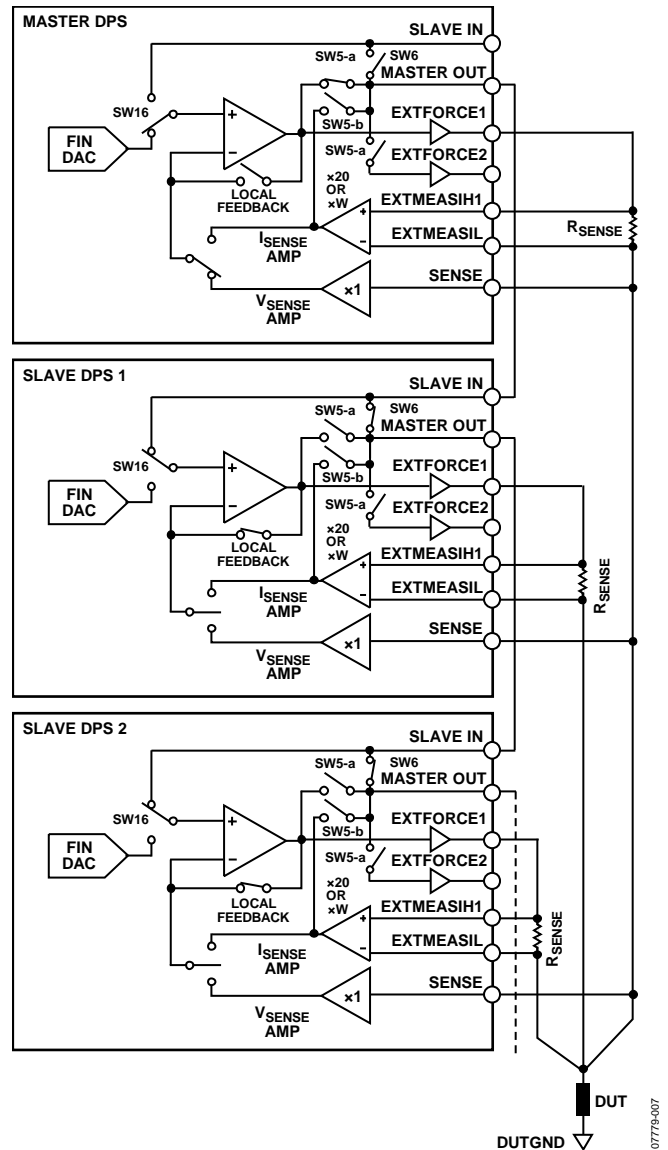 MASTER DPS
SLAVE IN
SW5-a
SW6
MASTER OUT
SW16
SW5-b
EXTFORCE1
FIN
DAC
+
–
SW5-a
EXTFORCE2
LOCAL
FEEDBACK
×20
OR
×W
+
EXTMEASIH1
–
EXTMEASIL
RSENSE
ISENSE
AMP
SENSE
×1
VSENSE
AMP
SLAVE DPS 1
SLAVE IN
SW5-a
SW6
MASTER OUT
SW16
SW5-b
EXTFORCE1
FIN
DAC
+
–
SW5-a
EXTFORCE2
LOCAL
FEEDBACK
×20
OR
×W
+
EXTMEASIH1
–
EXTMEASIL
RSENSE
ISENSE
AMP
SENSE
×1
VSENSE
AMP
SLAVE DPS 2
SLAVE IN
SW5-a
SW6
MASTER OUT
SW16
SW5-b
EXTFORCE1
FIN
DAC
+
–
SW5-a
EXTFORCE2
LOCAL
FEEDBACK
×20
OR
×W
+
EXTMEASIH1
–
EXTMEASIL
RSENSE
ISENSE
AMP
SENSE
×1
VSENSE
AMP
DUT
DUTGND
07779-007